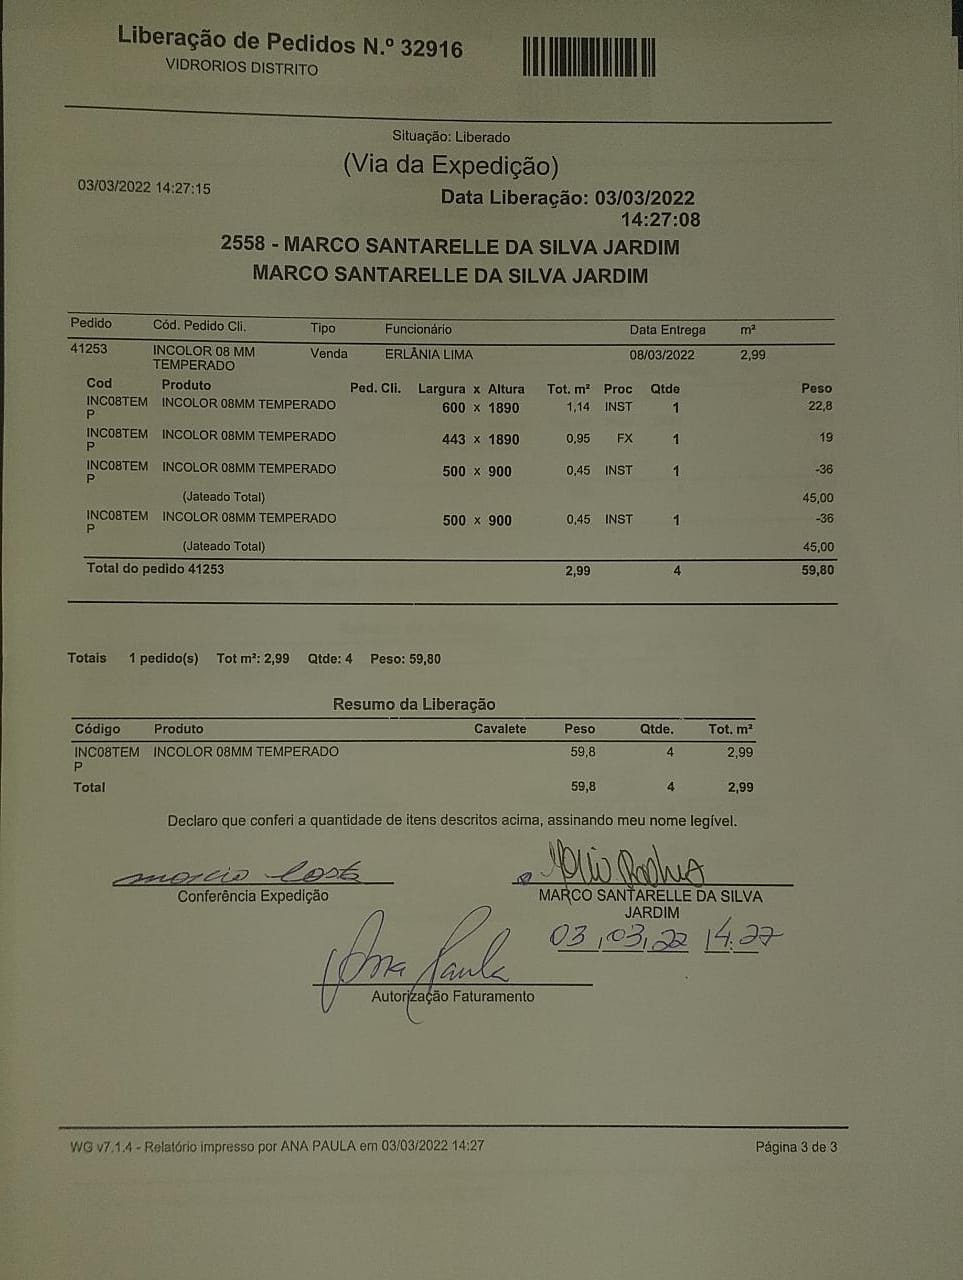 Liberação de Pedidos N.º 32916
VIDRORIOS DISTRITO
Situação: Liberado
(Via da Expedição)
03/03/2022 14:27:15
Data Liberação: 03/03/2022
14:27:08
2558 - MARCO SANTARELLE DA SILVA JARDIM
MARCO SANTARELLE DA SILVA JARDIM
Pedido Cód. Pedido Cli. Tipo Funcionário Data Entrega m²
41253 INCOLOR 08 MM Venda ERLÂNIA LIMA 08/03/2022 2,99
TEMPERADO
Cod Produto Ped. Cli. Largura x Altura Tot. m² Proc Qtde Peso
INC08TEM INCOLOR 08MM TEMPERADO 600 x 1890 1,14 INST 1 22,8
P
INC08TEM INCOLOR 08MM TEMPERADO 443 x 1890 0,95 FX 1 19
P
INC08TEM INCOLOR 08MM TEMPERADO 500 x 900 0,45 INST 1 -36
P
(Jateado Total) 45,00
INC08TEM INCOLOR 08MM TEMPERADO 500 x 900 0,45 INST 1 -36
P
(Jateado Total) 45,00
Total do pedido 41253 2,99 4 59,80
Totais 1 pedido(s) Tot m²: 2,99 Qtde: 4 Peso: 59,80
Resumo da Liberação
Código Produto Cavalete Peso Qtde. Tot. m²
INC08TEM INCOLOR 08MM TEMPERADO 59,8 4 2,99
P
Total 59,8 4 2,99
Declaro que conferi a quantidade de itens descritos acima, assinando meu nome legível.
marcio Costa
Conferência Expedição
MARCO SANTARELLE DA SILVA
JARDIM
03,03,22 14:27
Ana Paula
Autorização Faturamento
WG v7.1.4 - Relatório impresso por ANA PAULA em 03/03/2022 14:27
Página 3 de 3